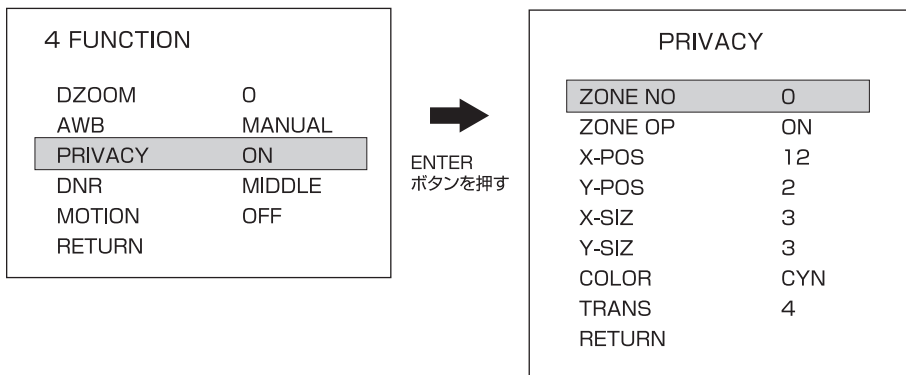 4 FUNCTION
DZOOM 0
AWB MANUAL
PRIVACY ON
DNR MIDDLE
MOTION OFF
RETURN
ENTER
ボタンを押す
PRIVACY
ZONE NO 0
ZONE OP ON
X-POS 12
Y-POS 2
X-SIZ 3
Y-SIZ 3
COLOR CYN
TRANS 4
RETURN